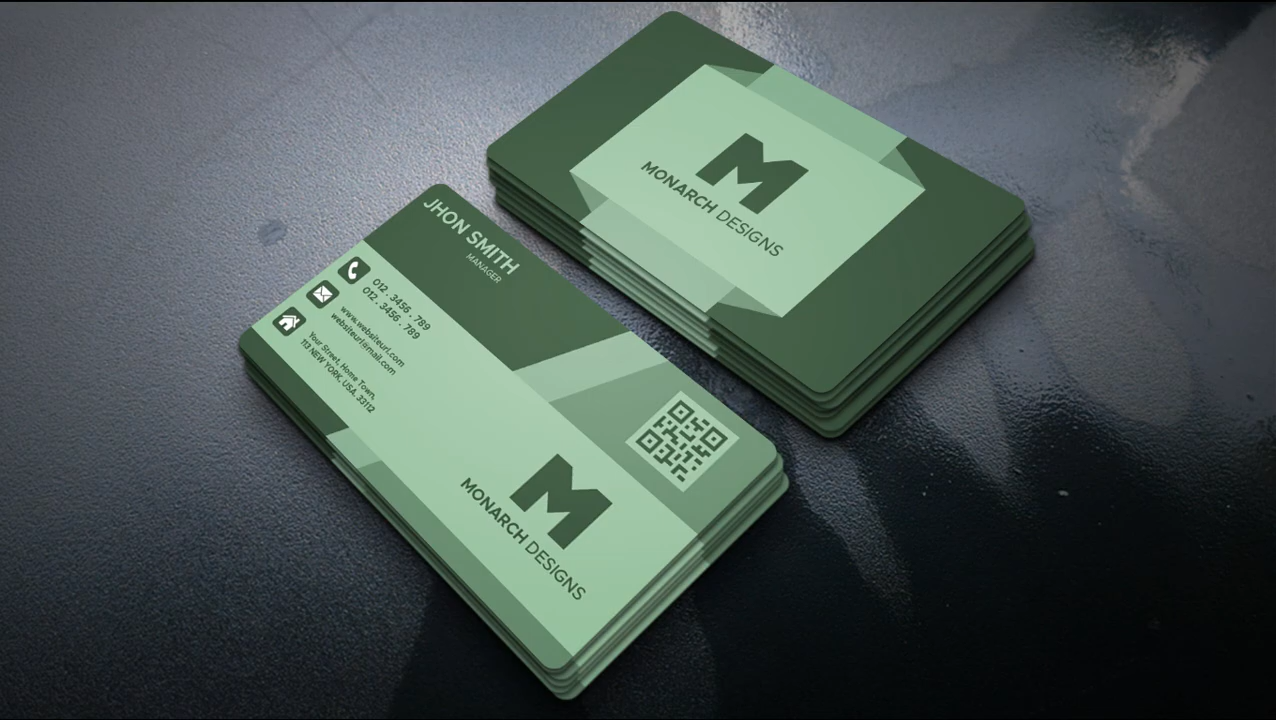 JHON SMITH
MANAGER
012 . 3456 . 789
012 . 3456 . 789
www.websiteurl.com
websiteurl@mail.com
Your Street, Home Town,
113 NEW YORK, USA, 33112
M
MONARCH DESIGNS
M
MONARCH DESIGNS